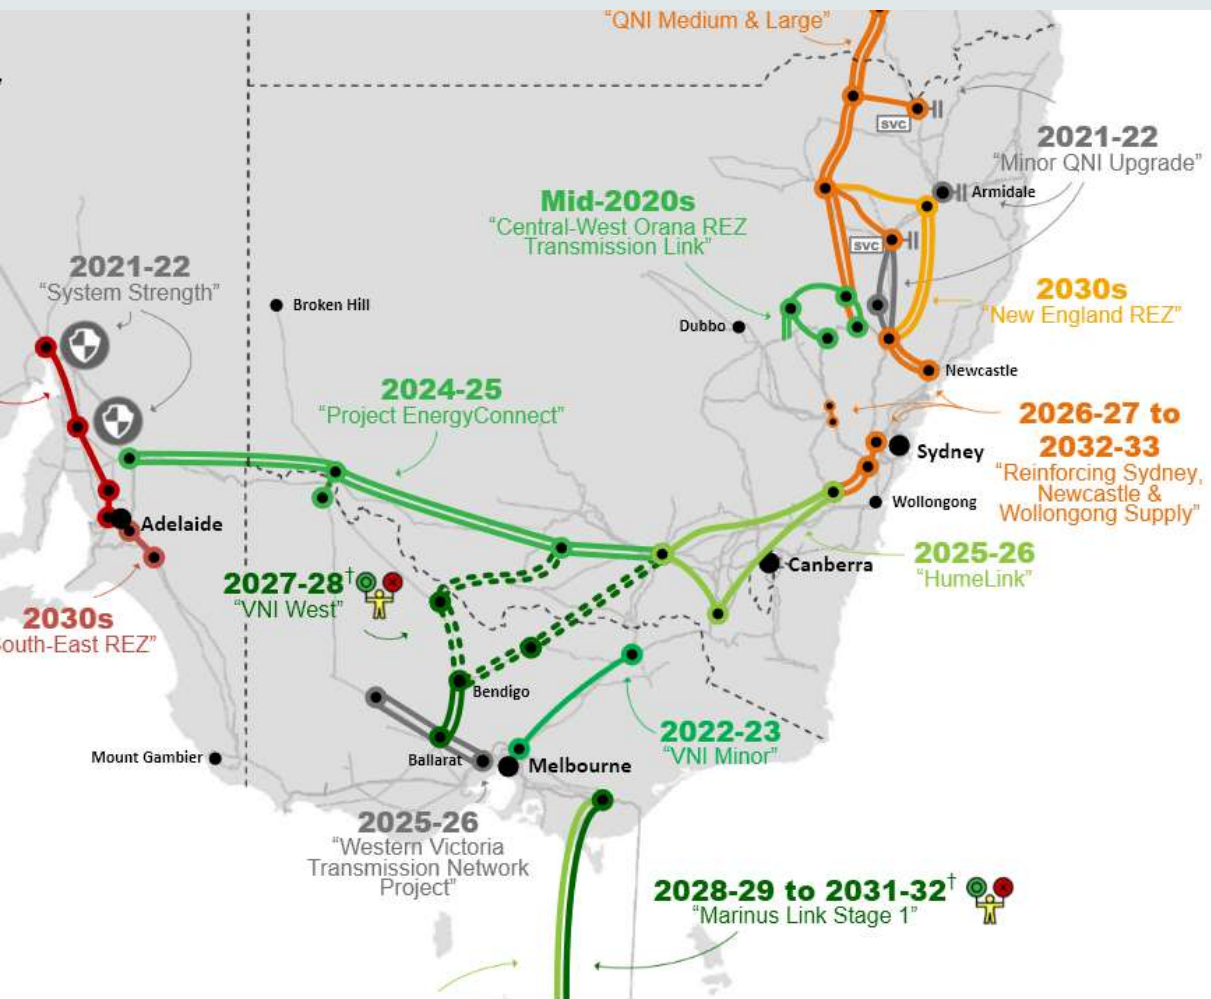 “QNI Medium & Large”
svc
2021-22
“Minor QNI Upgrade”
Armidale
Mid-2020s
“Central-West Orana REZ
Transmission Link”
svc
2021-22
“System Strength”
2030s
“New England REZ”
Broken Hill
Dubbo
Newcastle
2024-25
“Project EnergyConnect”
2026-27 to
2032-33
“Reinforcing Sydney,
Newcastle &
Wollongong Supply”
Sydney
Wollongong
Adelaide
2025-26
“HumeLink”
Canberra
2027-28†
“VNI West”
2030s
South-East REZ”
Bendigo
2022-23
“VNI Minor”
Mount Gambier
Ballarat
Melbourne
2025-26
“Western Victoria
Transmission Network
Project”
2028-29 to 2031-32†
“Marinus Link Stage 1”